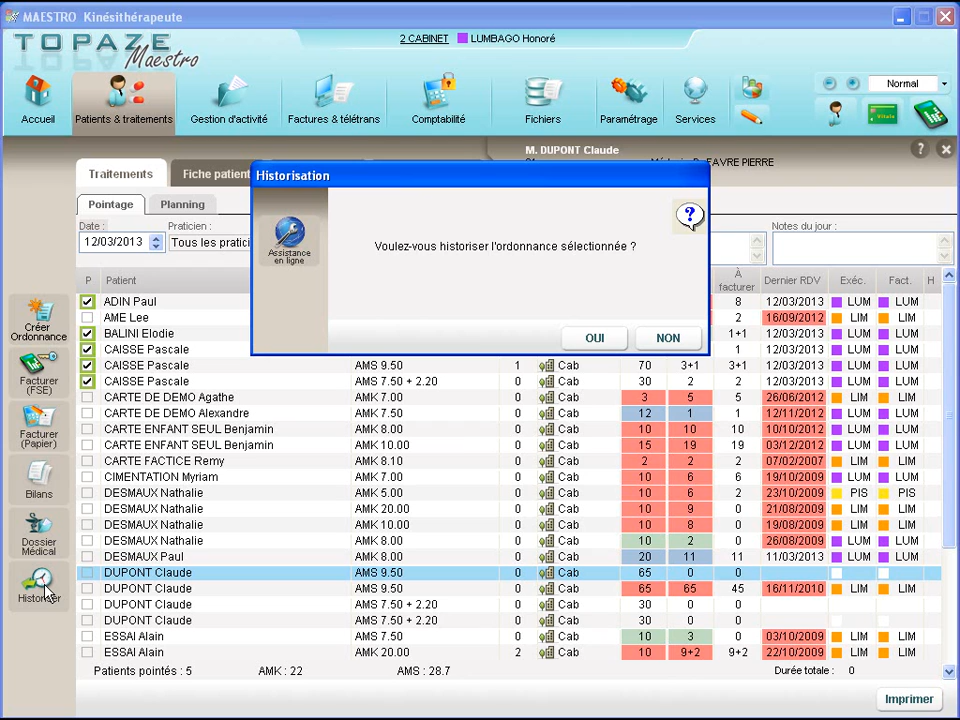 MAESTRO Kinésithérapeute
TOPAZE
Maestro
2 CABINET LUMBAGO Honoré
Accueil Patients & traitements Gestion d'activité Factures & télétrans Comptabilité Fichiers Paramétrage Services
Normal
Vitale
M. DUPONT Claude
FAVRE PIERRE
Traitements Fiche patient
Pointage Planning
Date : Praticien : Notes du jour :
12/03/2013 Tous les pratici
Historisation
Assistance
en ligne
Voulez-vous historiser l'ordonnance sélectionnée ?
OUI NON
P Patient À facturer Dernier RDV Exéc. Fact. H
ADIN Paul 8 12/03/2013 LUM LUM
AME Lee 2 16/09/2012 LIM LIM
BALINI Elodie 1+1 12/03/2013 LUM LUM
CAISSE Pascale 1 12/03/2013 LUM LUM
CAISSE Pascale AMS 9.50 1 Cab 70 3+1 3+1 12/03/2013 LUM LUM
CAISSE Pascale AMS 7.50 + 2.20 0 Cab 30 2 2 12/03/2013 LUM LUM
CARTE DE DEMO Agathe AMK 7.00 0 Cab 3 5 5 26/06/2012 LIM LIM
CARTE DE DEMO Alexandre AMK 7.50 0 Cab 12 1 1 12/11/2012 LUM LUM
CARTE ENFANT SEUL Benjamin AMK 8.00 0 Cab 10 10 10 10/10/2012 LUM LUM
CARTE ENFANT SEUL Benjamin AMK 10.00 0 Cab 15 19 19 03/12/2012 LUM LUM
CARTE FACTICE Remy AMK 8.10 0 Cab 2 2 2 07/02/2007 LIM LIM
CIMENTATION Myriam AMK 7.00 0 Cab 10 6 6 19/10/2009 LUM LUM
DESMAUX Nathalie AMK 5.00 0 Cab 10 6 2 23/10/2009 PIS PIS
DESMAUX Nathalie AMK 20.00 0 Cab 10 9 0 21/08/2009 LIM LIM
DESMAUX Nathalie AMK 10.00 0 Cab 10 8 0 19/08/2009 LIM LIM
DESMAUX Nathalie AMK 8.00 0 Cab 10 2 0 26/08/2009 LUM LUM
DESMAUX Paul AMK 8.00 0 Cab 20 11 11 11/03/2013 LUM LUM
DUPONT Claude AMS 9.50 0 Cab 65 0 0
DUPONT Claude AMS 9.50 0 Cab 65 65 45 16/11/2010 LIM LIM
DUPONT Claude AMS 7.50 + 2.20 0 Cab 30 0 0
DUPONT Claude AMS 7.50 + 2.20 0 Cab 30 0 0
ESSAI Alain AMS 7.50 0 Cab 10 3 0 03/10/2009 LIM LIM
ESSAI Alain AMK 20.00 2 Cab 10 9+2 9+2 22/10/2009 LIM LIM
Créer
Ordonnance
Facturer
(FSE)
Facturer
(Papier)
Bilans
Dossier
Médical
Historiser
Patients pointés : 5 AMK : 22 AMS : 28.7 Durée totale : 0
Imprimer